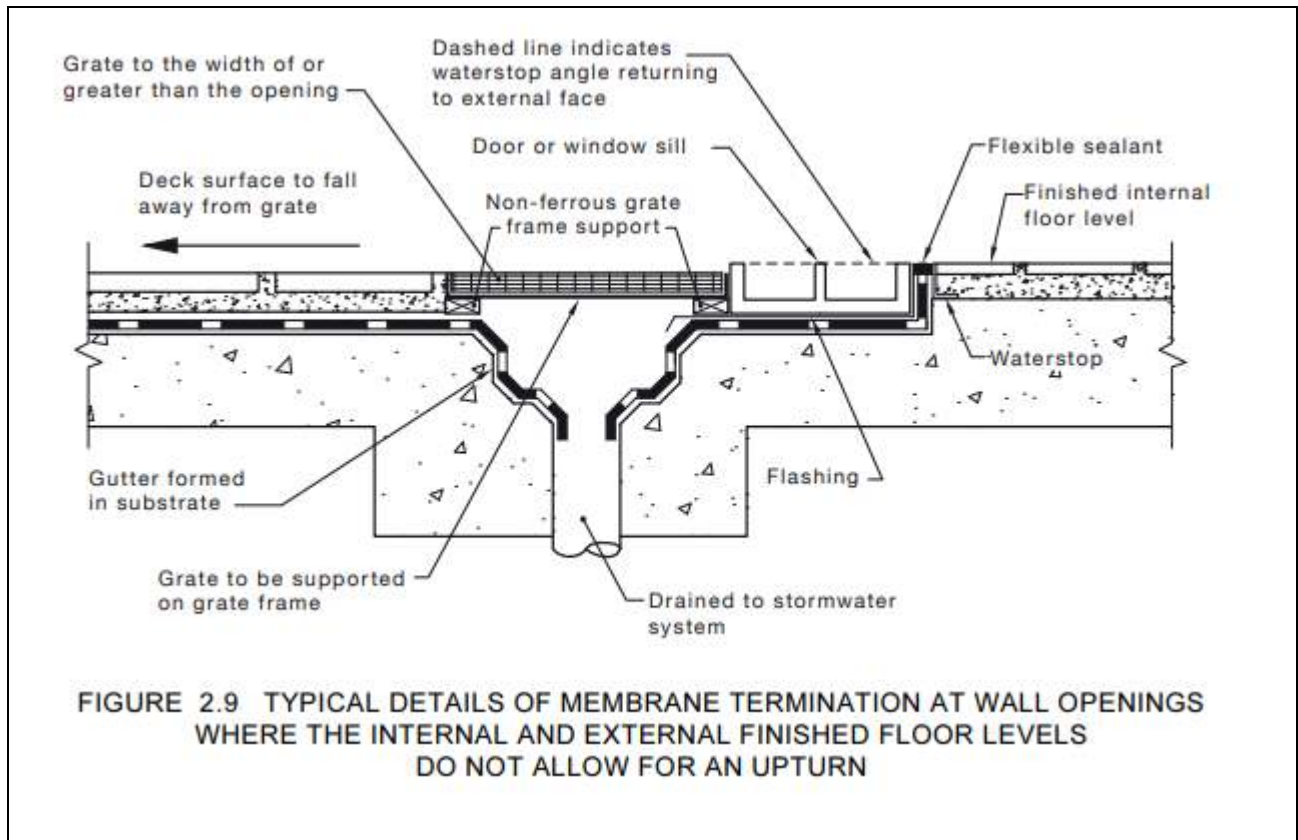 Grate to the width of or
greater than the opening
Dashed line indicates
waterstop angle returning
to external face
Door or window sill
Flexible sealant
Deck surface to fall
away from grate
Non-ferrous grate
frame support
Finished internal
floor level
Waterstop
Gutter formed
in substrate
Flashing
Grate to be supported
on grate frame
Drained to stormwater
system
FIGURE 2.9 TYPICAL DETAILS OF MEMBRANE TERMINATION AT WALL OPENINGS
WHERE THE INTERNAL AND EXTERNAL FINISHED FLOOR LEVELS
DO NOT ALLOW FOR AN UPTURN